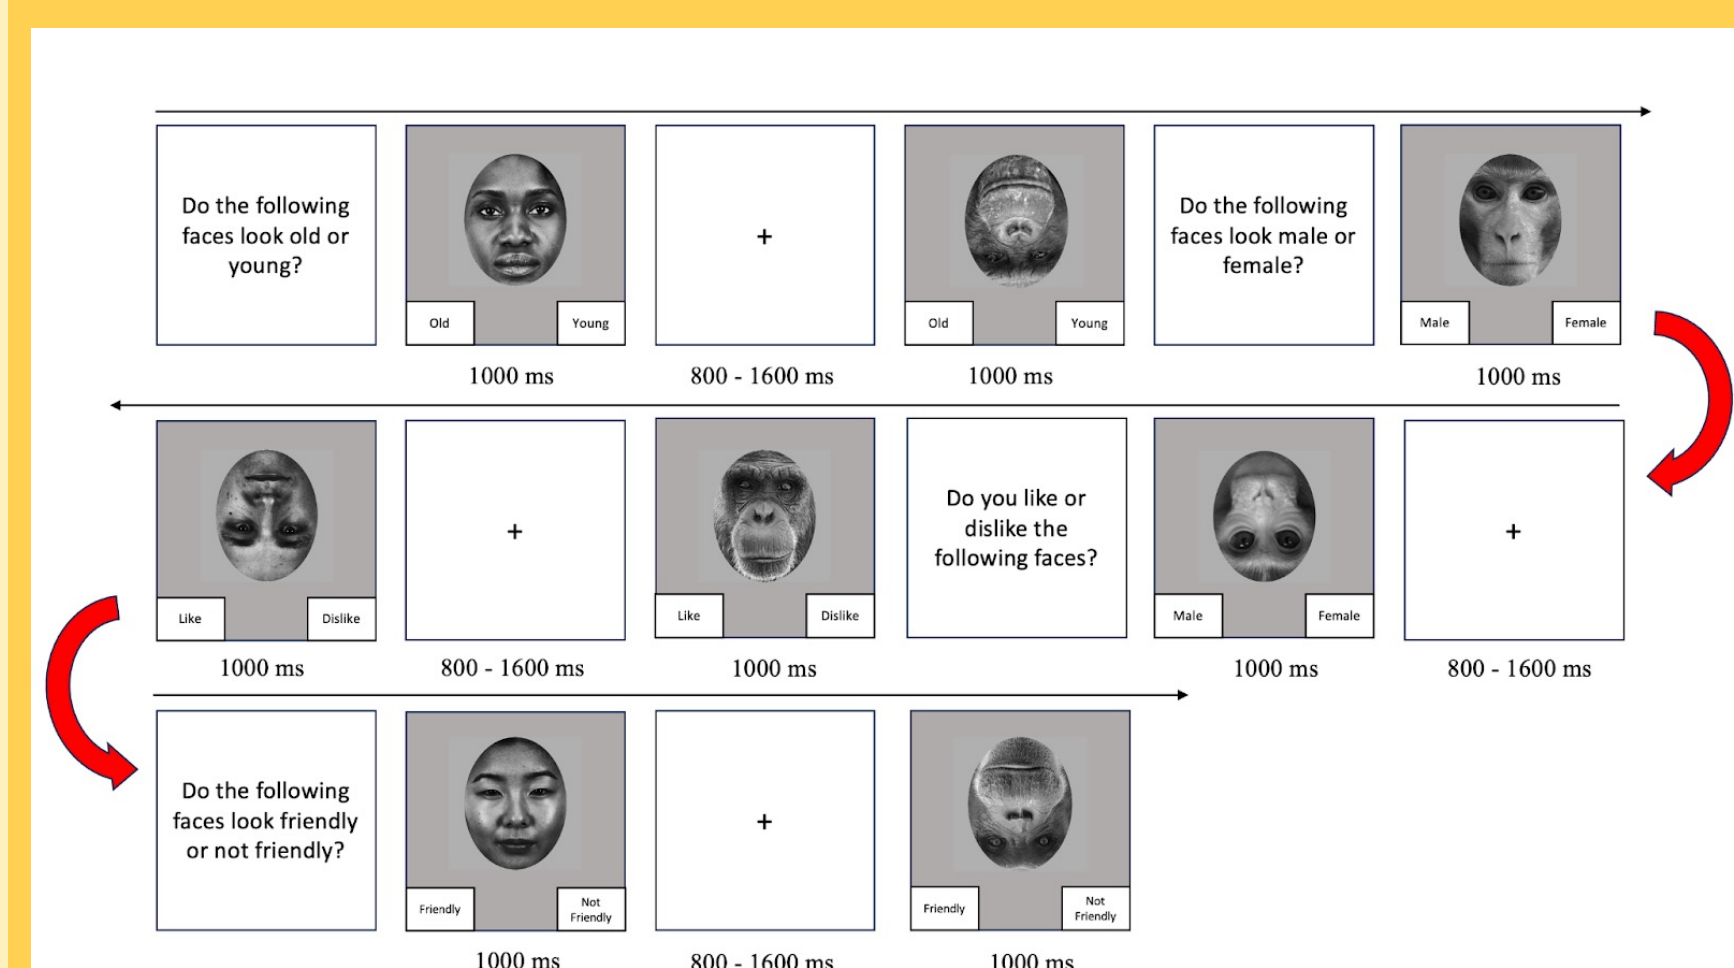 Do the following
faces look old or
young?
Old
Young
1000 ms
+
800 - 1600 ms
Old
Young
1000 ms
Do the following
faces look male or
female?
Male
Female
1000 ms
+
800 - 1600 ms
Male
Female
1000 ms
Do you like or
dislike the
following faces?
Like
Dislike
1000 ms
+
800 - 1600 ms
Like
Dislike
1000 ms
Do the following
faces look friendly
or not friendly?
Friendly
Not
Friendly
1000 ms
+
800 - 1600 ms
Friendly
Not
Friendly
1000 ms